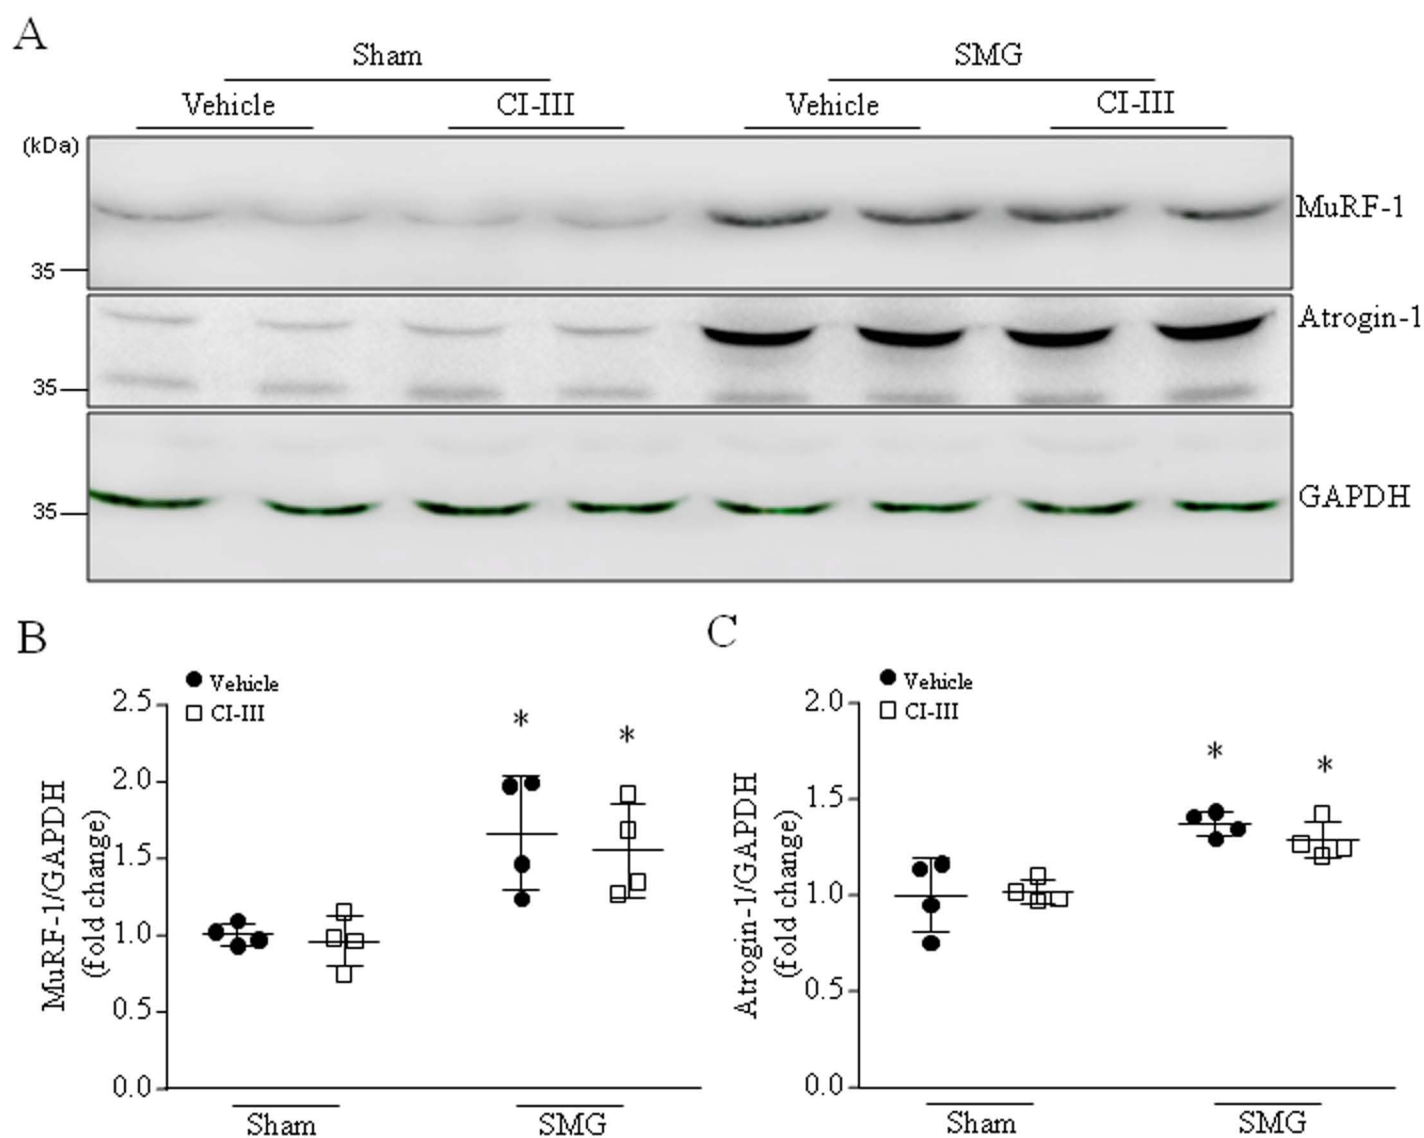 A
Sham
SMG
Vehicle
CI-III
Vehicle
CI-III
(kDa)
MuRF-1
35
Atrogin-1
35
GAPDH
35
B
Vehicle
CI-III
2.5
2.0
1.5
1.0
0.5
0.0
MuRF-1/GAPDH
(fold change)
*
*
Sham
SMG
C
Vehicle
CI-III
2.0
1.5
1.0
0.5
0.0
Atrogin-1/GAPDH
(fold change)
*
*
Sham
SMG